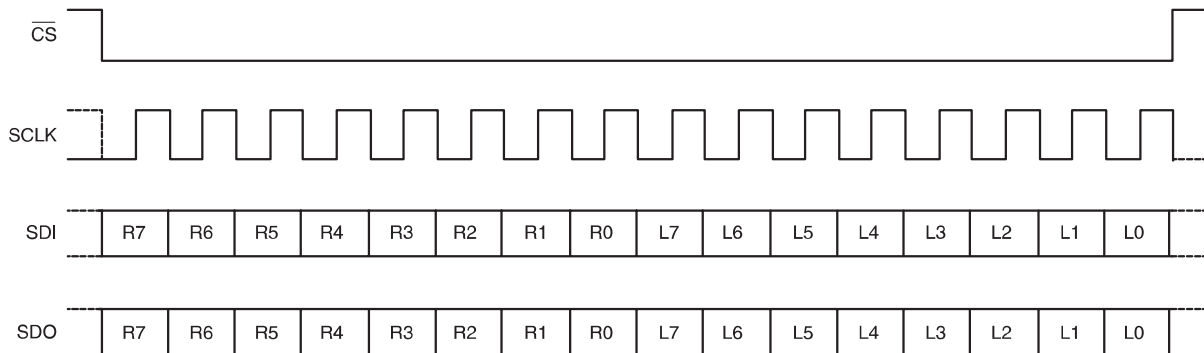 CS
SCLK
SDI R7 R6 R5 R4 R3 R2 R1 R0 L7 L6 L5 L4 L3 L2 L1 L0
SDO R7 R6 R5 R4 R3 R2 R1 R0 L7 L6 L5 L4 L3 L2 L1 L0